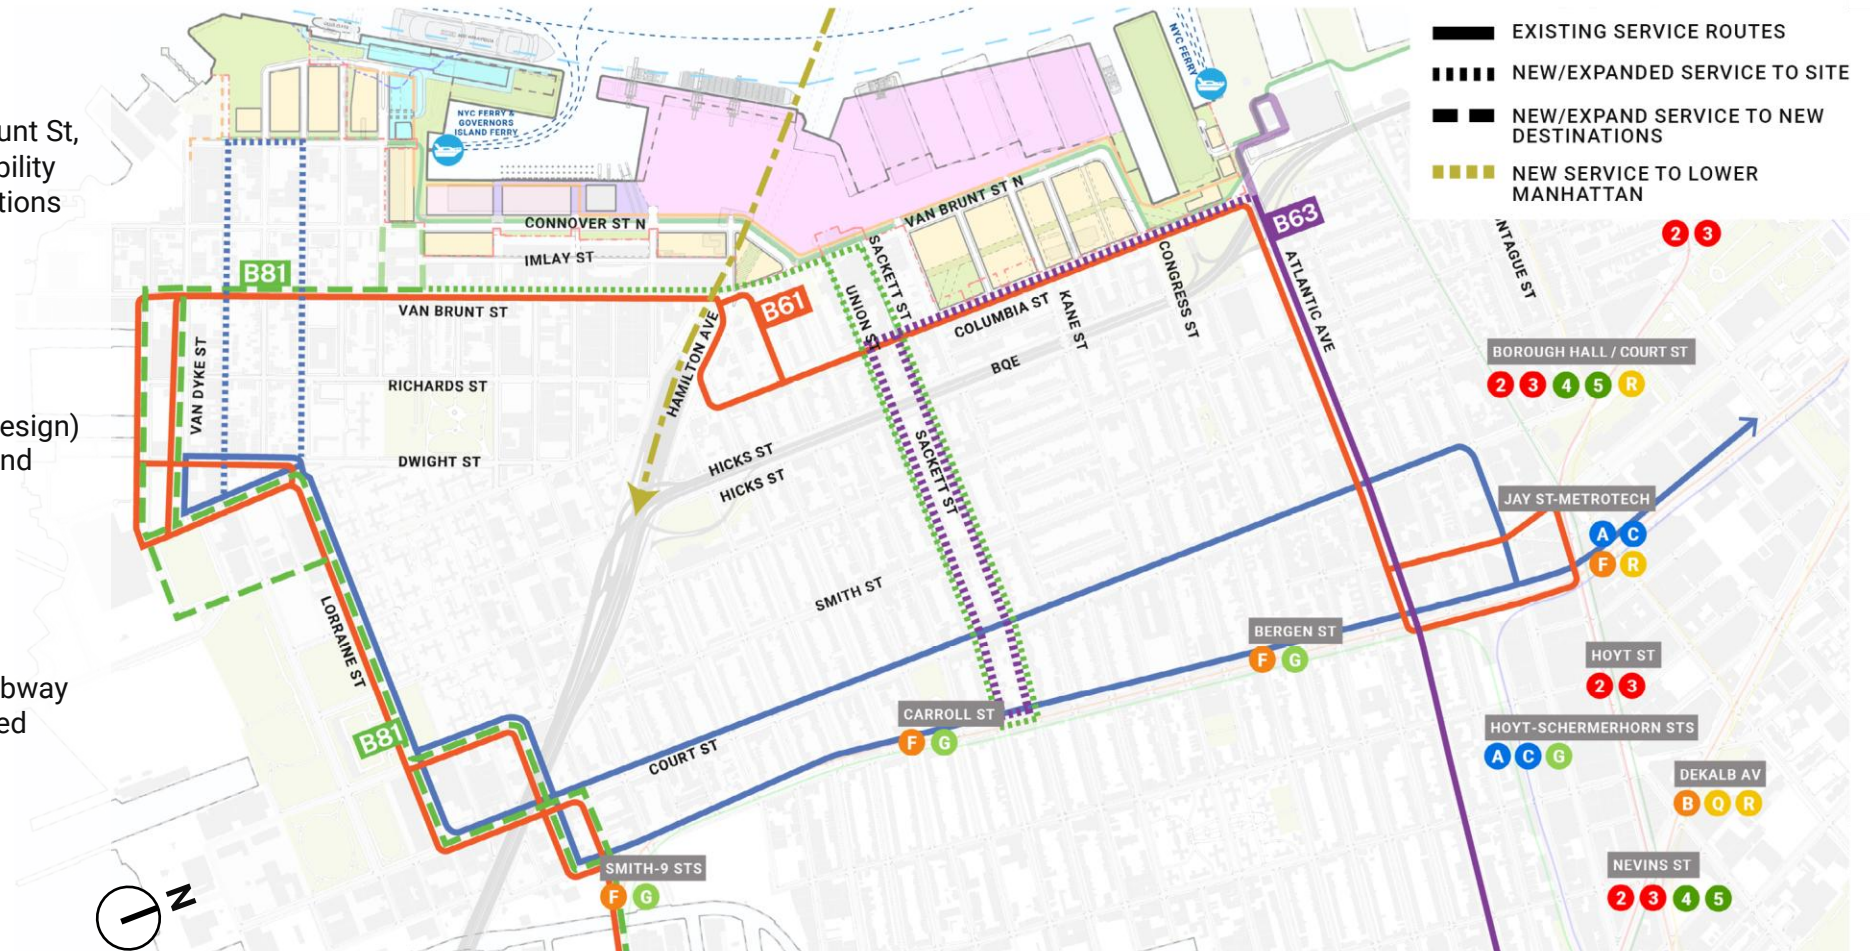 unt St,
bility
tions
esign)
nd
bway
ed
EXISTING SERVICE ROUTES
NEW/EXPANDED SERVICE TO SITE
NEW/EXPAND SERVICE TO NEW
DESTINATIONS
NEW SERVICE TO LOWER
MANHATTAN
NYC FERRY
NYC FERRY &
GOVERNORS
ISLAND FERRY
VAN BRUNT ST N
CONNOVER ST N
IMLAY ST
B63
NTAGUE ST
2 3
B81
SACKETT ST
UNION ST
CONGRESS ST
ATLANTIC AVE
VAN BRUNT ST
B61
COLUMBIA ST
KANE ST
HAMILTON AVE
VAN DYKE ST
RICHARDS ST
BQE
BOROUGH HALL / COURT ST
2 3 4 5 R
DWIGHT ST
HICKS ST
HICKS ST
SACKETT ST
JAY ST-METROTECH
A C
F R
SMITH ST
LORRAINE ST
BERGEN ST
F G
HOYT ST
2 3
CARROLL ST
F G
HOYT-SCHERMERHORN STS
A C G
B81
COURT ST
DEKALB AV
B Q R
SMITH-9 STS
F G
NEVINS ST
2 3 4 5
N